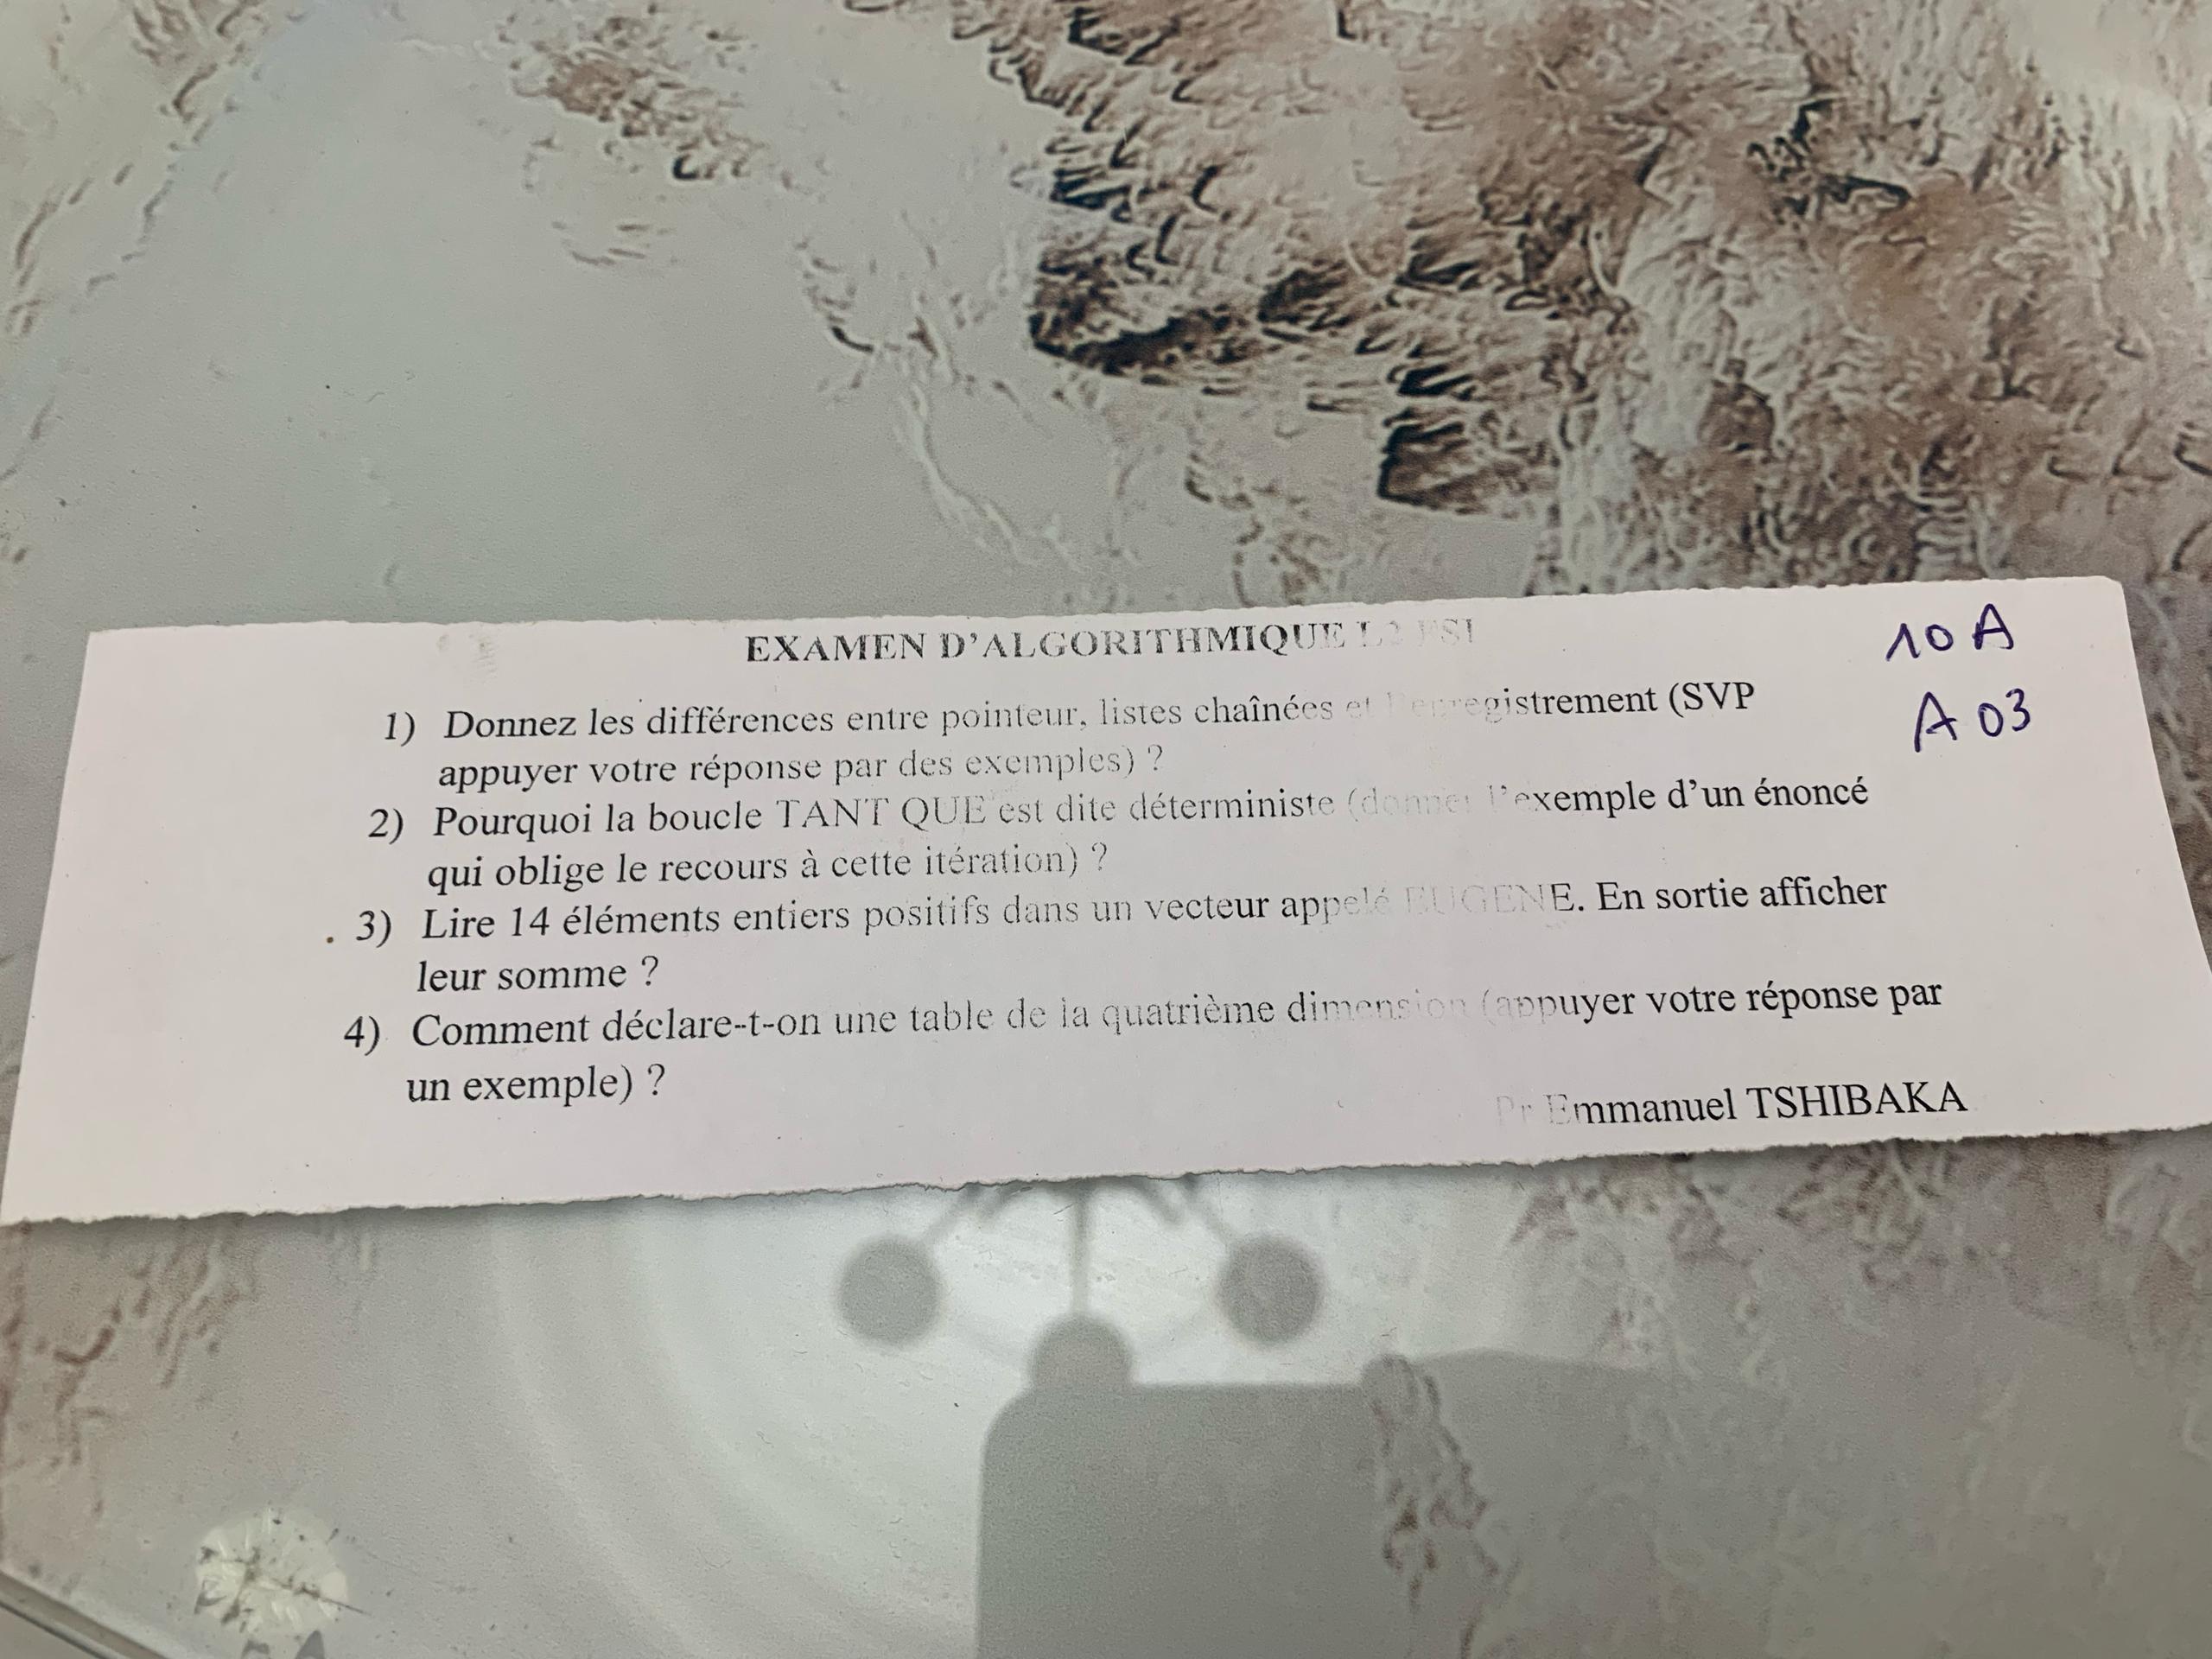 EXAMEN D'ALGORITHMIQUE L2 FSI
10 A
1) Donnez les différences entre pointeur, listes chaînées et l'enregistrement (SVP
A 03
appuyer votre réponse par des exemples) ?
2) Pourquoi la boucle TANT QUE est dite déterministe (donner l'exemple d'un énoncé
qui oblige le recours à cette itération) ?
3) Lire 14 éléments entiers positifs dans un vecteur appelé EUGENE. En sortie afficher
leur somme ?
4) Comment déclare-t-on une table de la quatrième dimension (appuyer votre réponse par
un exemple) ?
Pr Emmanuel TSHIBAKA